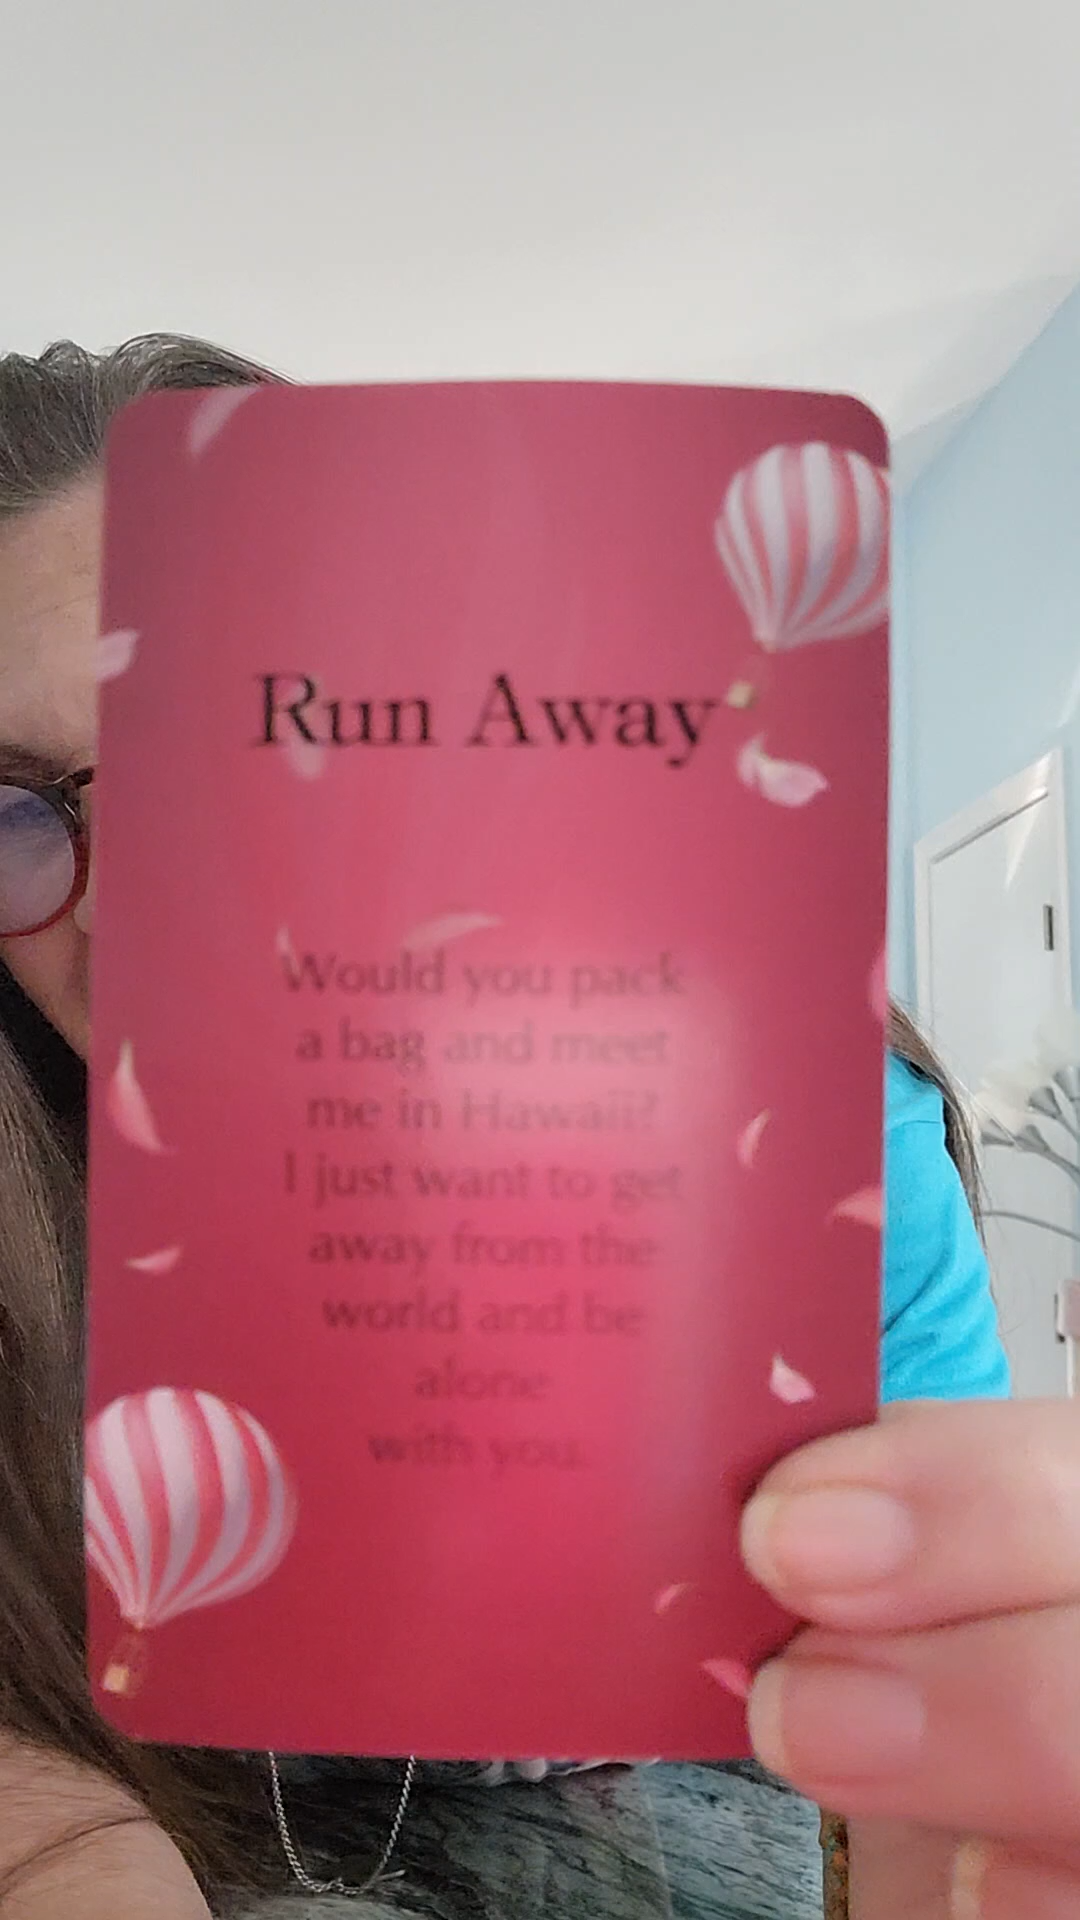 Run Away
Would you pack
a bag and meet
me in Hawaii?
I just want to get
away from the
world and be
alone
with you.